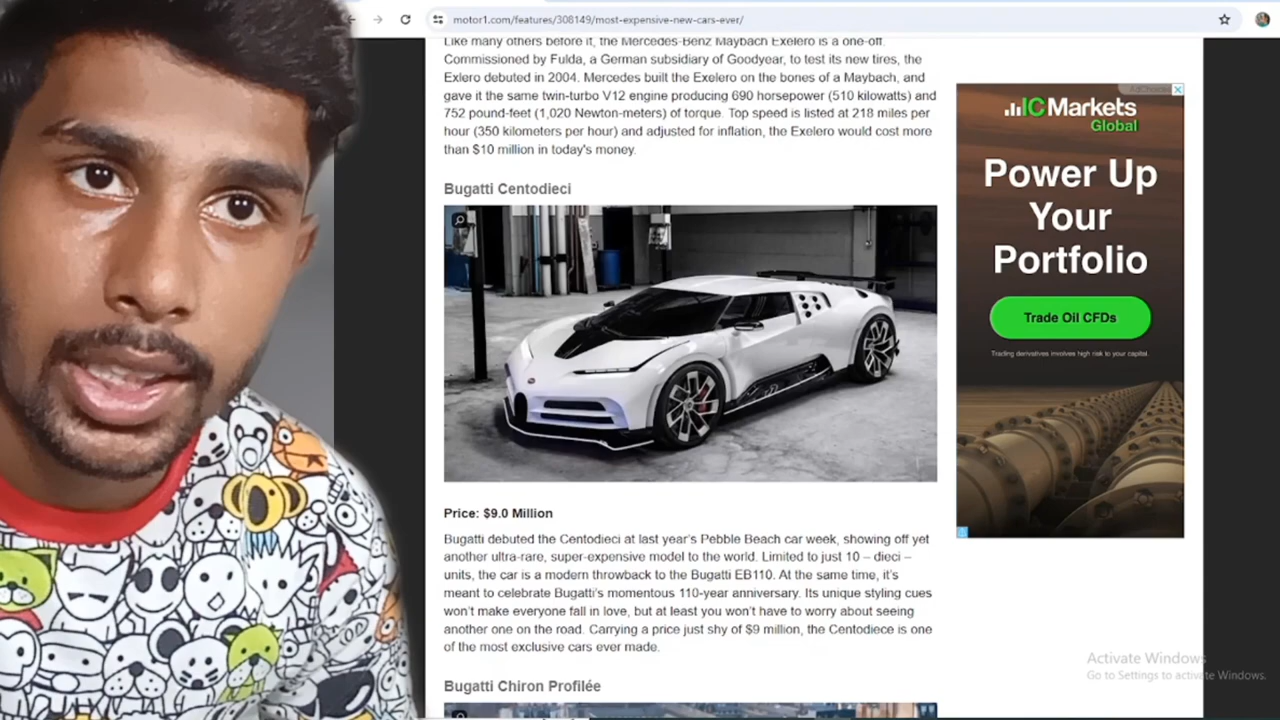 motor1.com/features/308149/most-expensive-new-cars-ever/
Like many others before it, the Mercedes-Benz Maybach Exelero is a one-off.
Commissioned by Fulda, a German subsidiary of Goodyear, to test its new tires, the
Exlero debuted in 2004. Mercedes built the Exelero on the bones of a Maybach, and
gave it the same twin-turbo V12 engine producing 690 horsepower (510 kilowatts) and
752 pound-feet (1,020 Newton-meters) of torque. Top speed is listed at 218 miles per
hour (350 kilometers per hour) and adjusted for inflation, the Exelero would cost more
than $10 million in today's money.
Bugatti Centodieci
Price: $9.0 Million
Bugatti debuted the Centodieci at last year's Pebble Beach car week, showing off yet
another ultra-rare, super-expensive model to the world. Limited to just 10 – dieci –
units, the car is a modern throwback to the Bugatti EB110. At the same time, it's
meant to celebrate Bugatti's momentous 110-year anniversary. Its unique styling cues
won't make everyone fall in love, but at least you won't have to worry about seeing
another one on the road. Carrying a price just shy of $9 million, the Centodiece is one
of the most exclusive cars ever made.
Bugatti Chiron Profilée
AdChoices
ICMarkets
Global
Power Up
Your
Portfolio
Trade Oil CFDs
Trading derivatives involves high risk to your capital.
Activate Windows
Go to Settings to activate Windows.